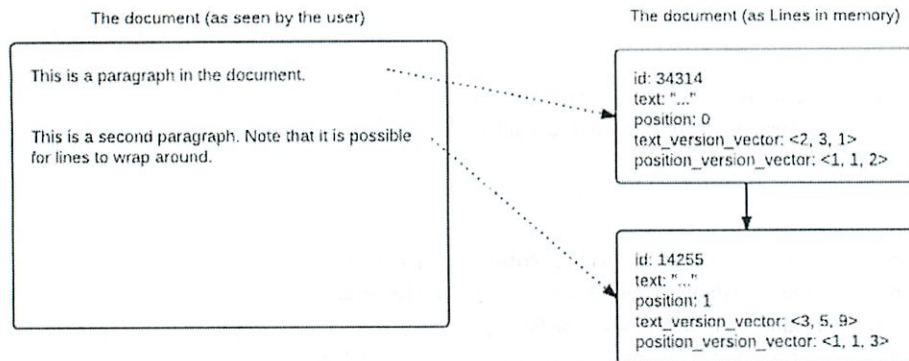 The document (as seen by the user)
This is a paragraph in the document.
This is a second paragraph. Note that it is possible
for lines to wrap around.
The document (as Lines in memory)
id: 34314
text: "..."
position: 0
text_version_vector: <2, 3, 1>
position_version_vector: <1, 1, 2>
id: 14255
text: "..."
position: 1
text_version_vector: <3, 5, 9>
position_version_vector: <1, 1, 3>